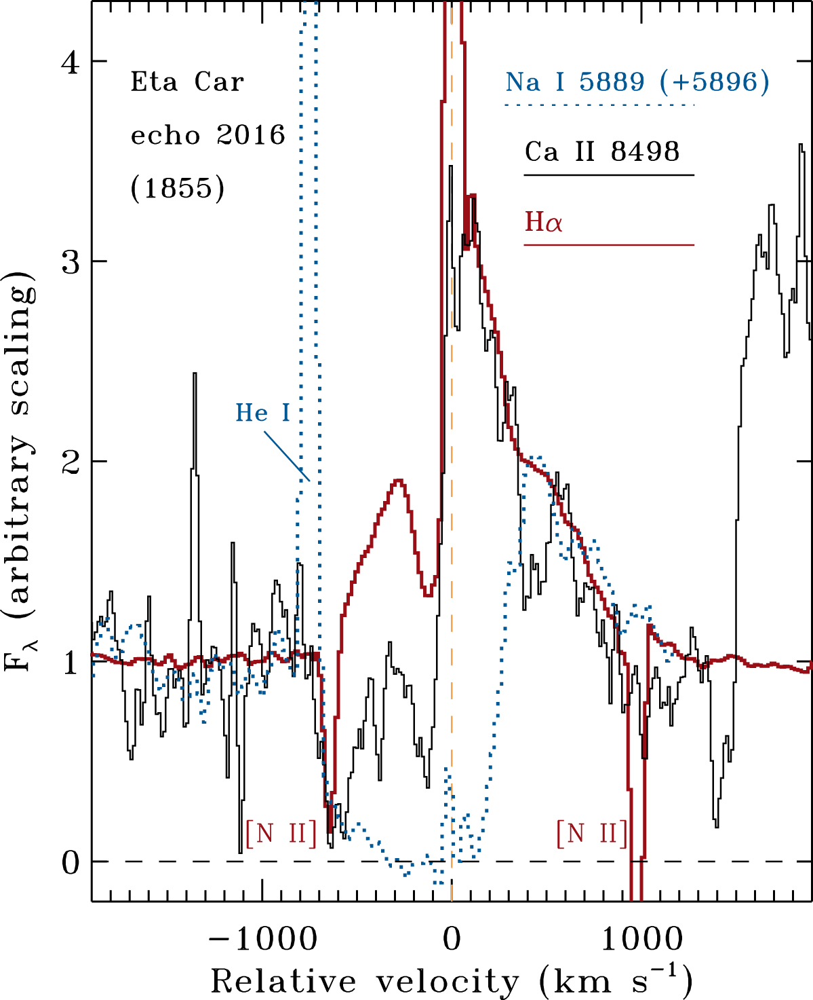 4
Eta Car
Na I 5889 (+5896)
echo 2016
Ca II 8498
(1855)
Hα
3
He I
2
1
[N II]
[N II]
0
-1000
0
1000
Relative velocity (km s⁻¹)
F_λ (arbitrary scaling)